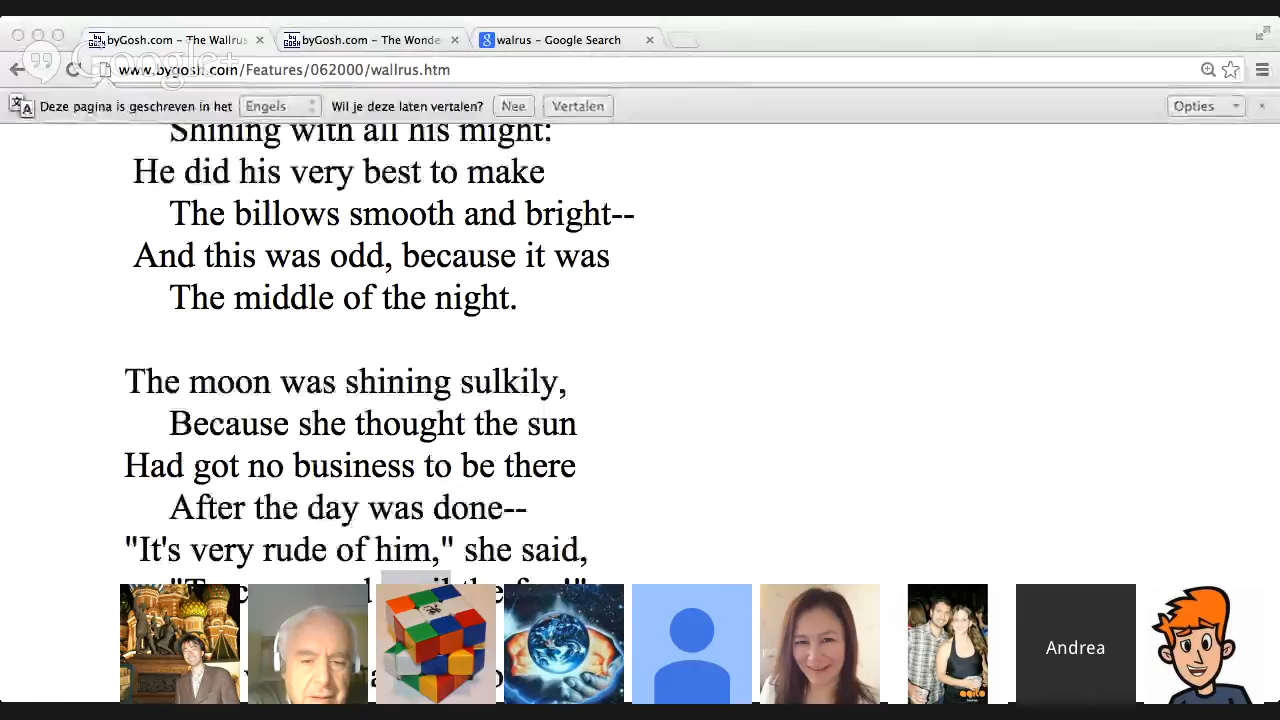 byGosh.com – The Wallrus
byGosh.com – The Wonde
walrus – Google Search
Google+
www.bygosh.com/Features/062000/wallrus.htm
Deze pagina is geschreven in het Engels Wil je deze laten vertalen? Nee Vertalen Opties
Shining with all his might:
He did his very best to make
The billows smooth and bright--
And this was odd, because it was
The middle of the night.
The moon was shining sulkily,
Because she thought the sun
Had got no business to be there
After the day was done--
"It's very rude of him," she said,
the
Andrea
agito